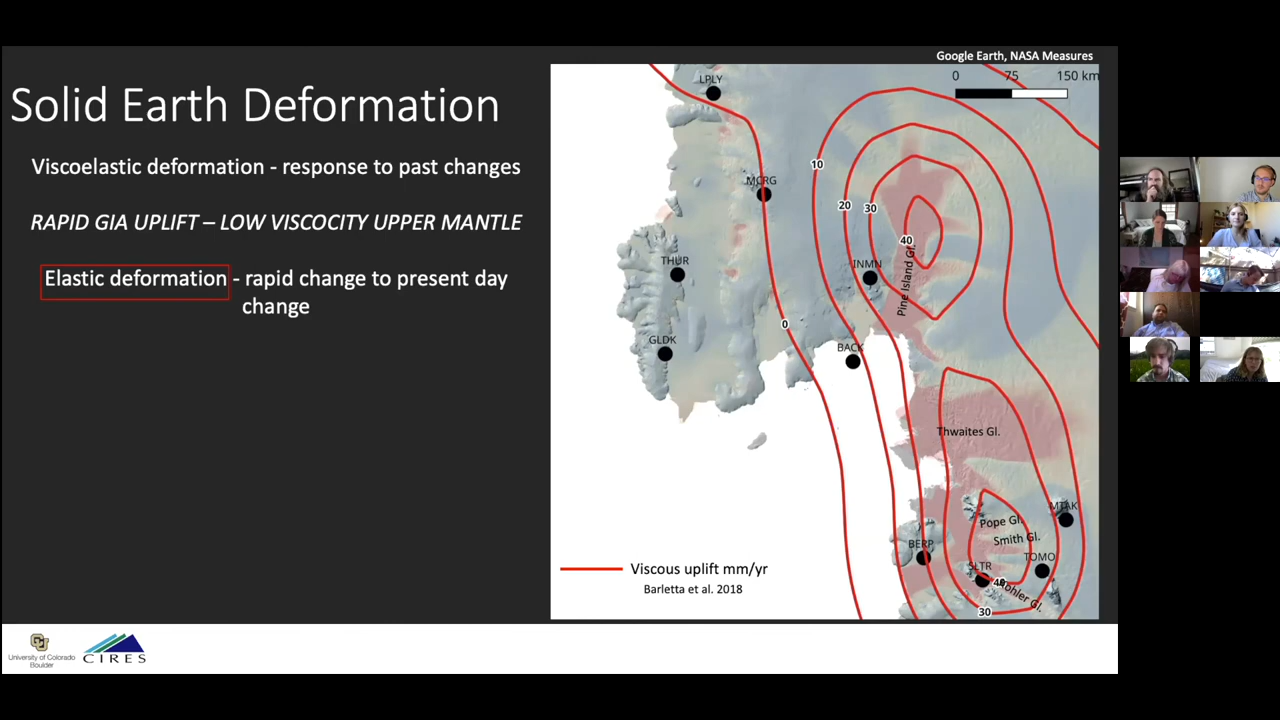 Google Earth, NASA Measures
Solid Earth Deformation
Viscoelastic deformation - response to past changes
RAPID GIA UPLIFT – LOW VISCOCITY UPPER MANTLE
Elastic deformation - rapid change to present day
change
0 75 150 km
LPLY
10
MCRG
20
30
40
THUR
INMN
Pine Island Gl.
0
GLDK
BACK
Thwaites Gl.
MTAK
Pope Gl.
Smith Gl.
BERP
TOMO
SLTR
40
Kohler Gl.
30
Viscous uplift mm/yr
Barletta et al. 2018
University of Colorado
Boulder
CIRES